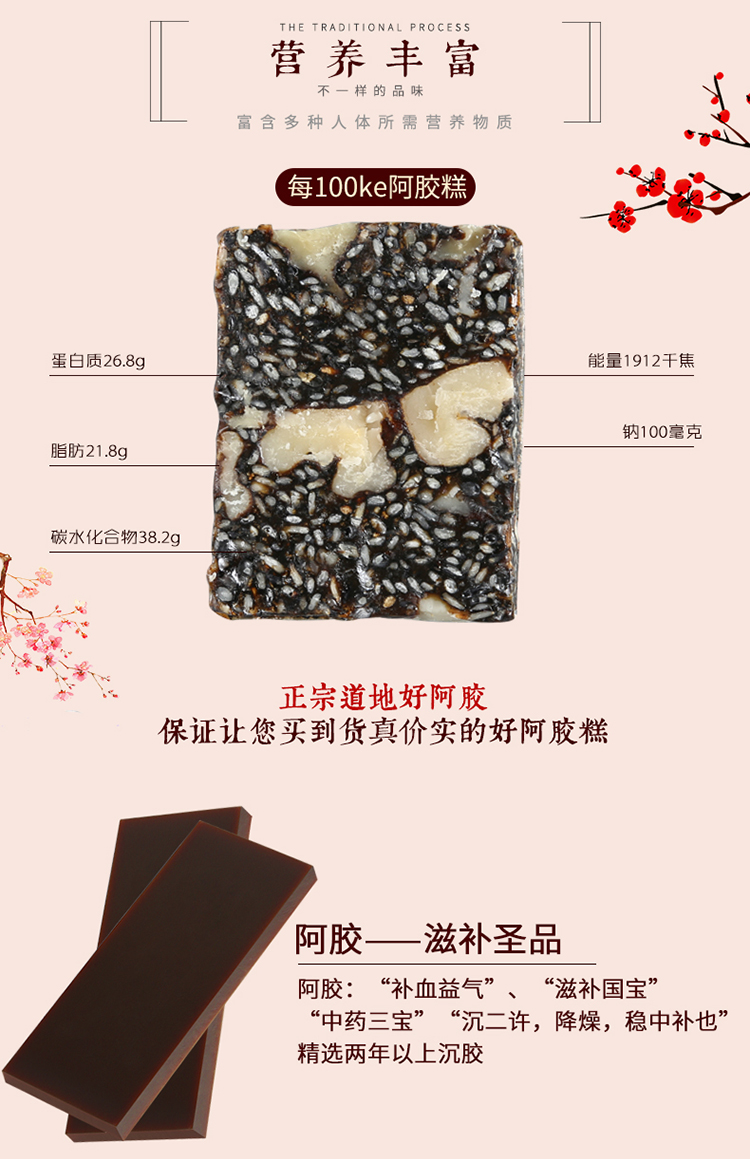 THE TRADITIONAL PROCESS
营养丰富
不一样的品味
富含多种人体所需营养物质
每100ke阿胶糕
蛋白质26.8g
能量1912千焦
钠100毫克
脂肪21.8g
碳水化合物38.2g
正宗道地好阿胶
保证让您买到货真价实的好阿胶糕
阿胶——滋补圣品
阿胶：“补血益气”、“滋补国宝”
“中药三宝”“沉二许，降燥，稳中补也”
精选两年以上沉胶